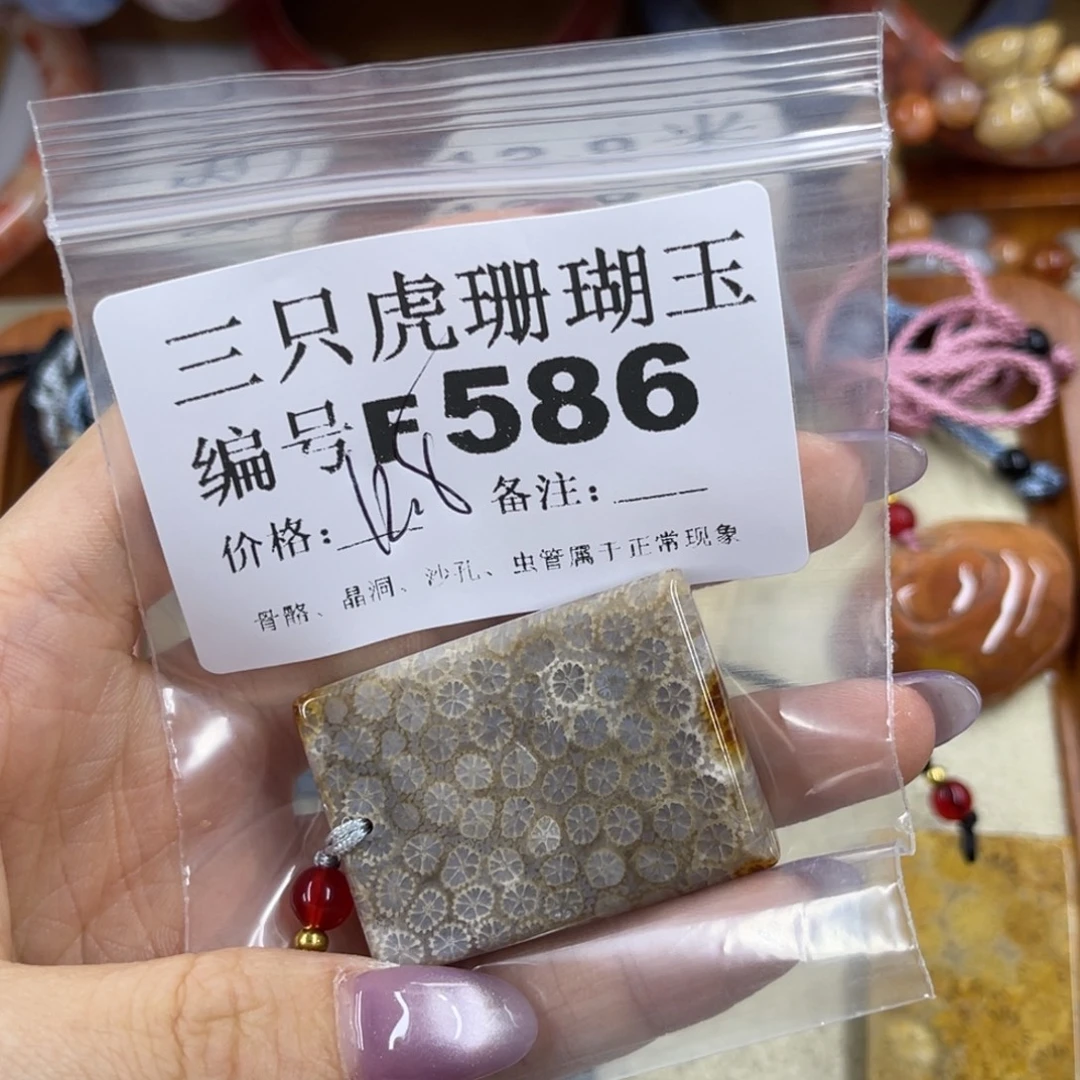 三只虎珊瑚玉
编号F586
价格: 168 备注:
骨骼、晶洞、沙孔、虫管属于正常现象